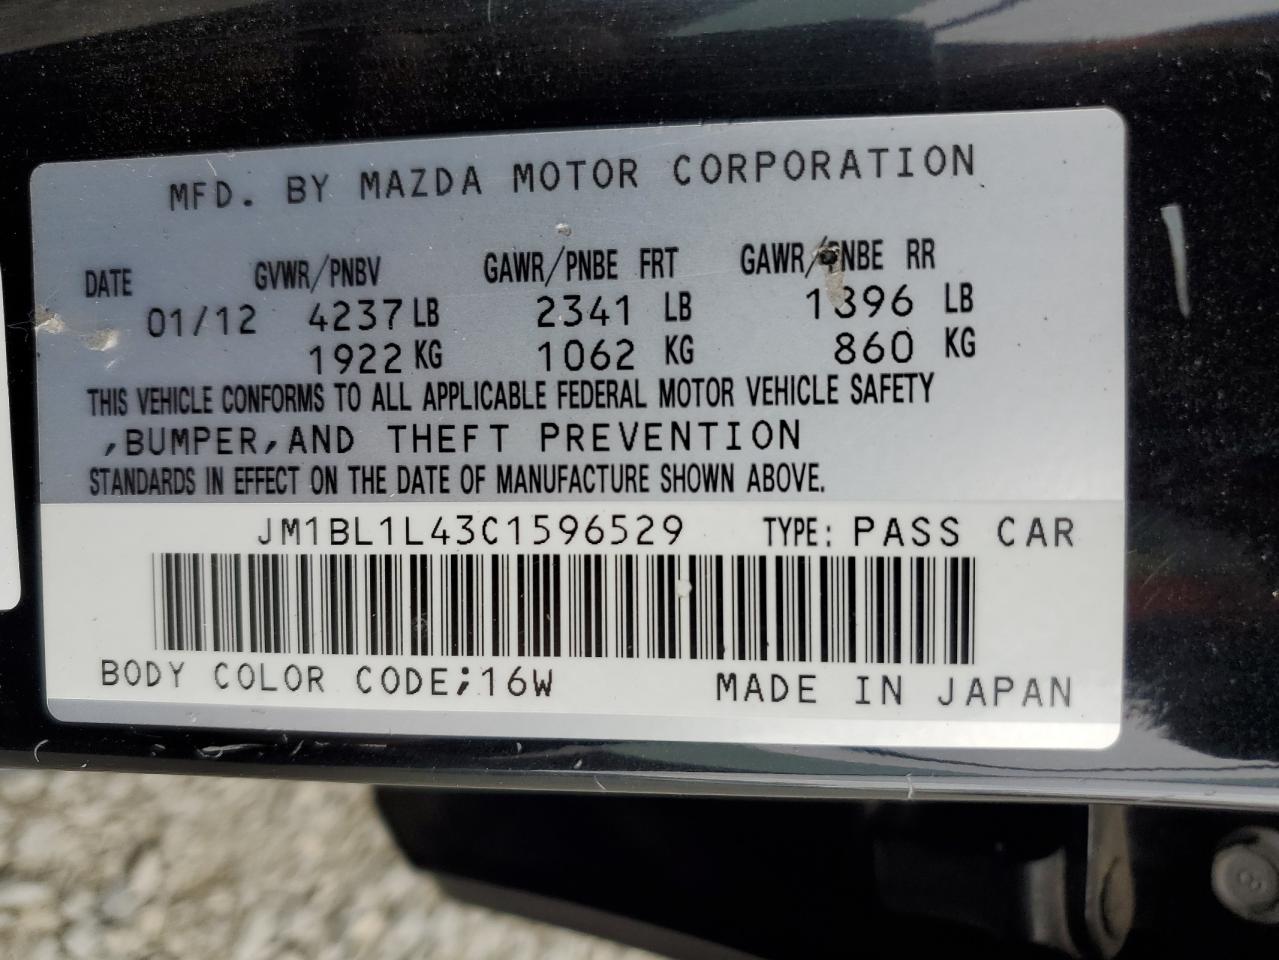 MFD. BY MAZDA MOTOR CORPORATION
DATE GVWR/PNBV GAWR/PNBE FRT GAWR/PNBE RR
01/12 4237 LB 2341 LB 1896 LB
1922 KG 1062 KG 860 KG
THIS VEHICLE CONFORMS TO ALL APPLICABLE FEDERAL MOTOR VEHICLE SAFETY
,BUMPER,AND THEFT PREVENTION
STANDARDS IN EFFECT ON THE DATE OF MANUFACTURE SHOWN ABOVE.
JM1BL1L43C1596529 TYPE: PASS CAR
BODY COLOR CODE;16W MADE IN JAPAN